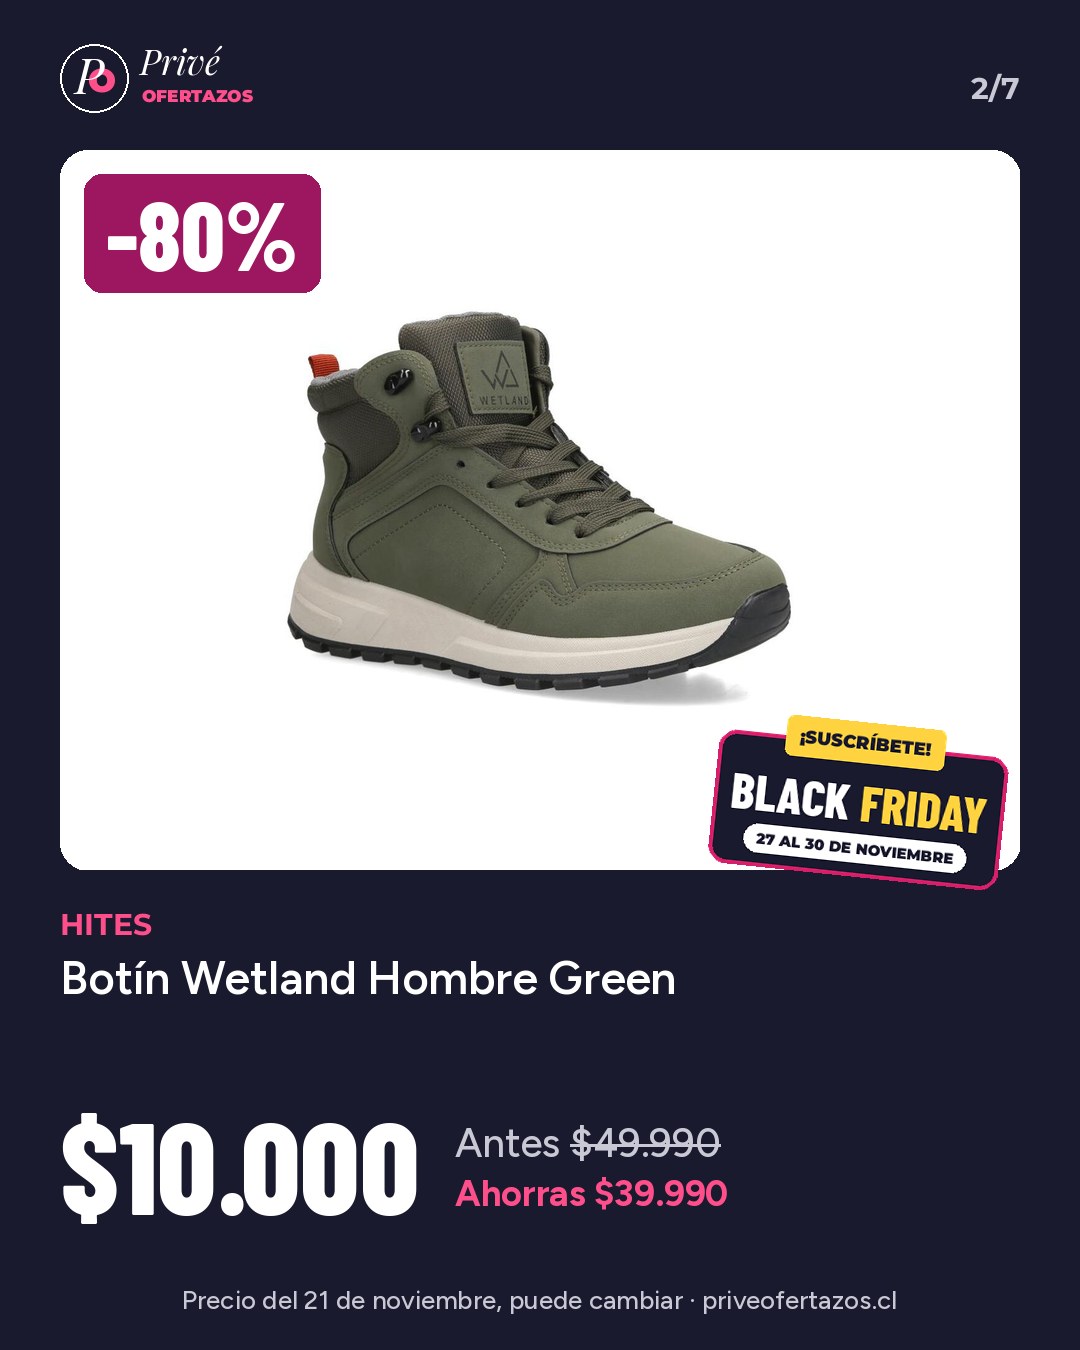 Privé
OFERTAZOS
2/7
-80%
WETLAND
¡SUSCRÍBETE!
BLACK FRIDAY
27 AL 30 DE NOVIEMBRE
HITES
Botín Wetland Hombre Green
$10.000
Antes $49.990
Ahorras $39.990
Precio del 21 de noviembre, puede cambiar · priveofertazos.cl